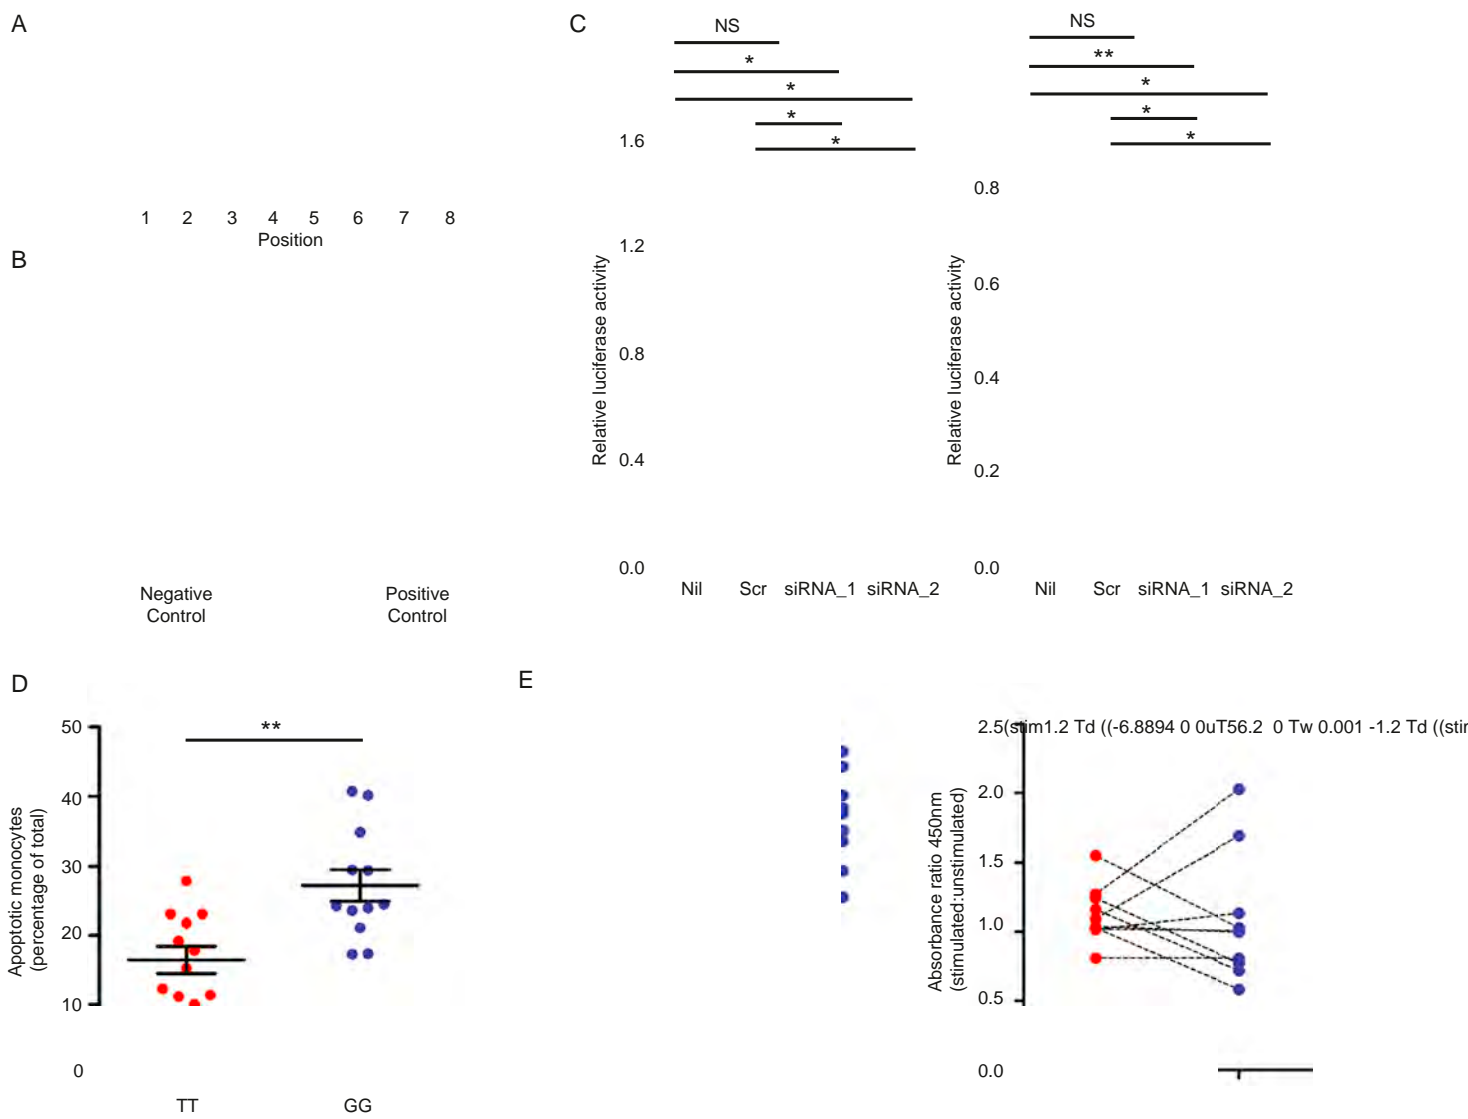 A
1 2 3 4 5 6 7 8
Position
B
Negative
Control
Positive
Control
C
NS
*
*
*
*
Relative luciferase activity
1.6
1.2
0.8
0.4
0.0
Nil Scr siRNA_1 siRNA_2
NS
**
*
*
*
Relative luciferase activity
0.8
0.6
0.4
0.2
0.0
Nil Scr siRNA_1 siRNA_2
D
**
Apoptotic monocytes
(percentage of total)
50
40
30
20
10
0
TT GG
E
Absorbance ratio 450nm
(stimulated:unstimulated)
2.5(stim1.2 Td ((-6.8894 0 0uT56.2 0 Tw 0.001 -1.2 Td ((stir
2.0
1.5
1.0
0.5
0.0